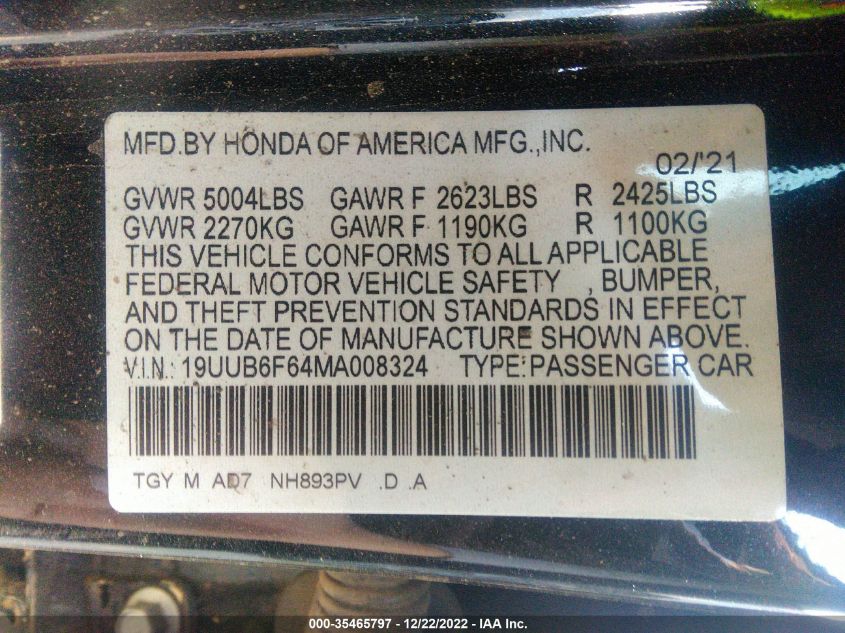 MFD.BY HONDA OF AMERICA MFG.,INC.
02/'21
GVWR 5004LBS GAWR F 2623LBS R 2425LBS
GVWR 2270KG GAWR F 1190KG R 1100KG
THIS VEHICLE CONFORMS TO ALL APPLICABLE
FEDERAL MOTOR VEHICLE SAFETY , BUMPER,
AND THEFT PREVENTION STANDARDS IN EFFECT
ON THE DATE OF MANUFACTURE SHOWN ABOVE.
V.I.N.: 19UUB6F64MA008324 TYPE:PASSENGER CAR
TGY M AD7 NH893PV .D .A
000-35465797 - 12/22/2022 - IAA Inc.